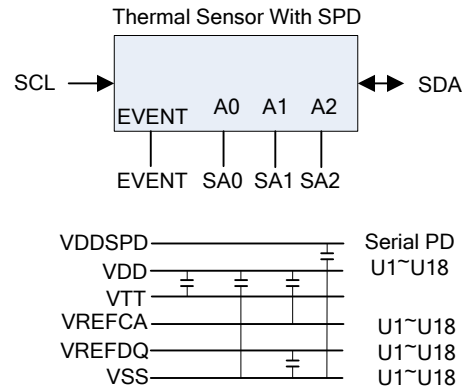 Thermal Sensor With SPD
SCL
SDA
EVENT A0 A1 A2
EVENT SA0 SA1 SA2
VDDSPD Serial PD
VDD U1~U18
VTT
VREFCA U1~U18
VREFDQ U1~U18
VSS U1~U18